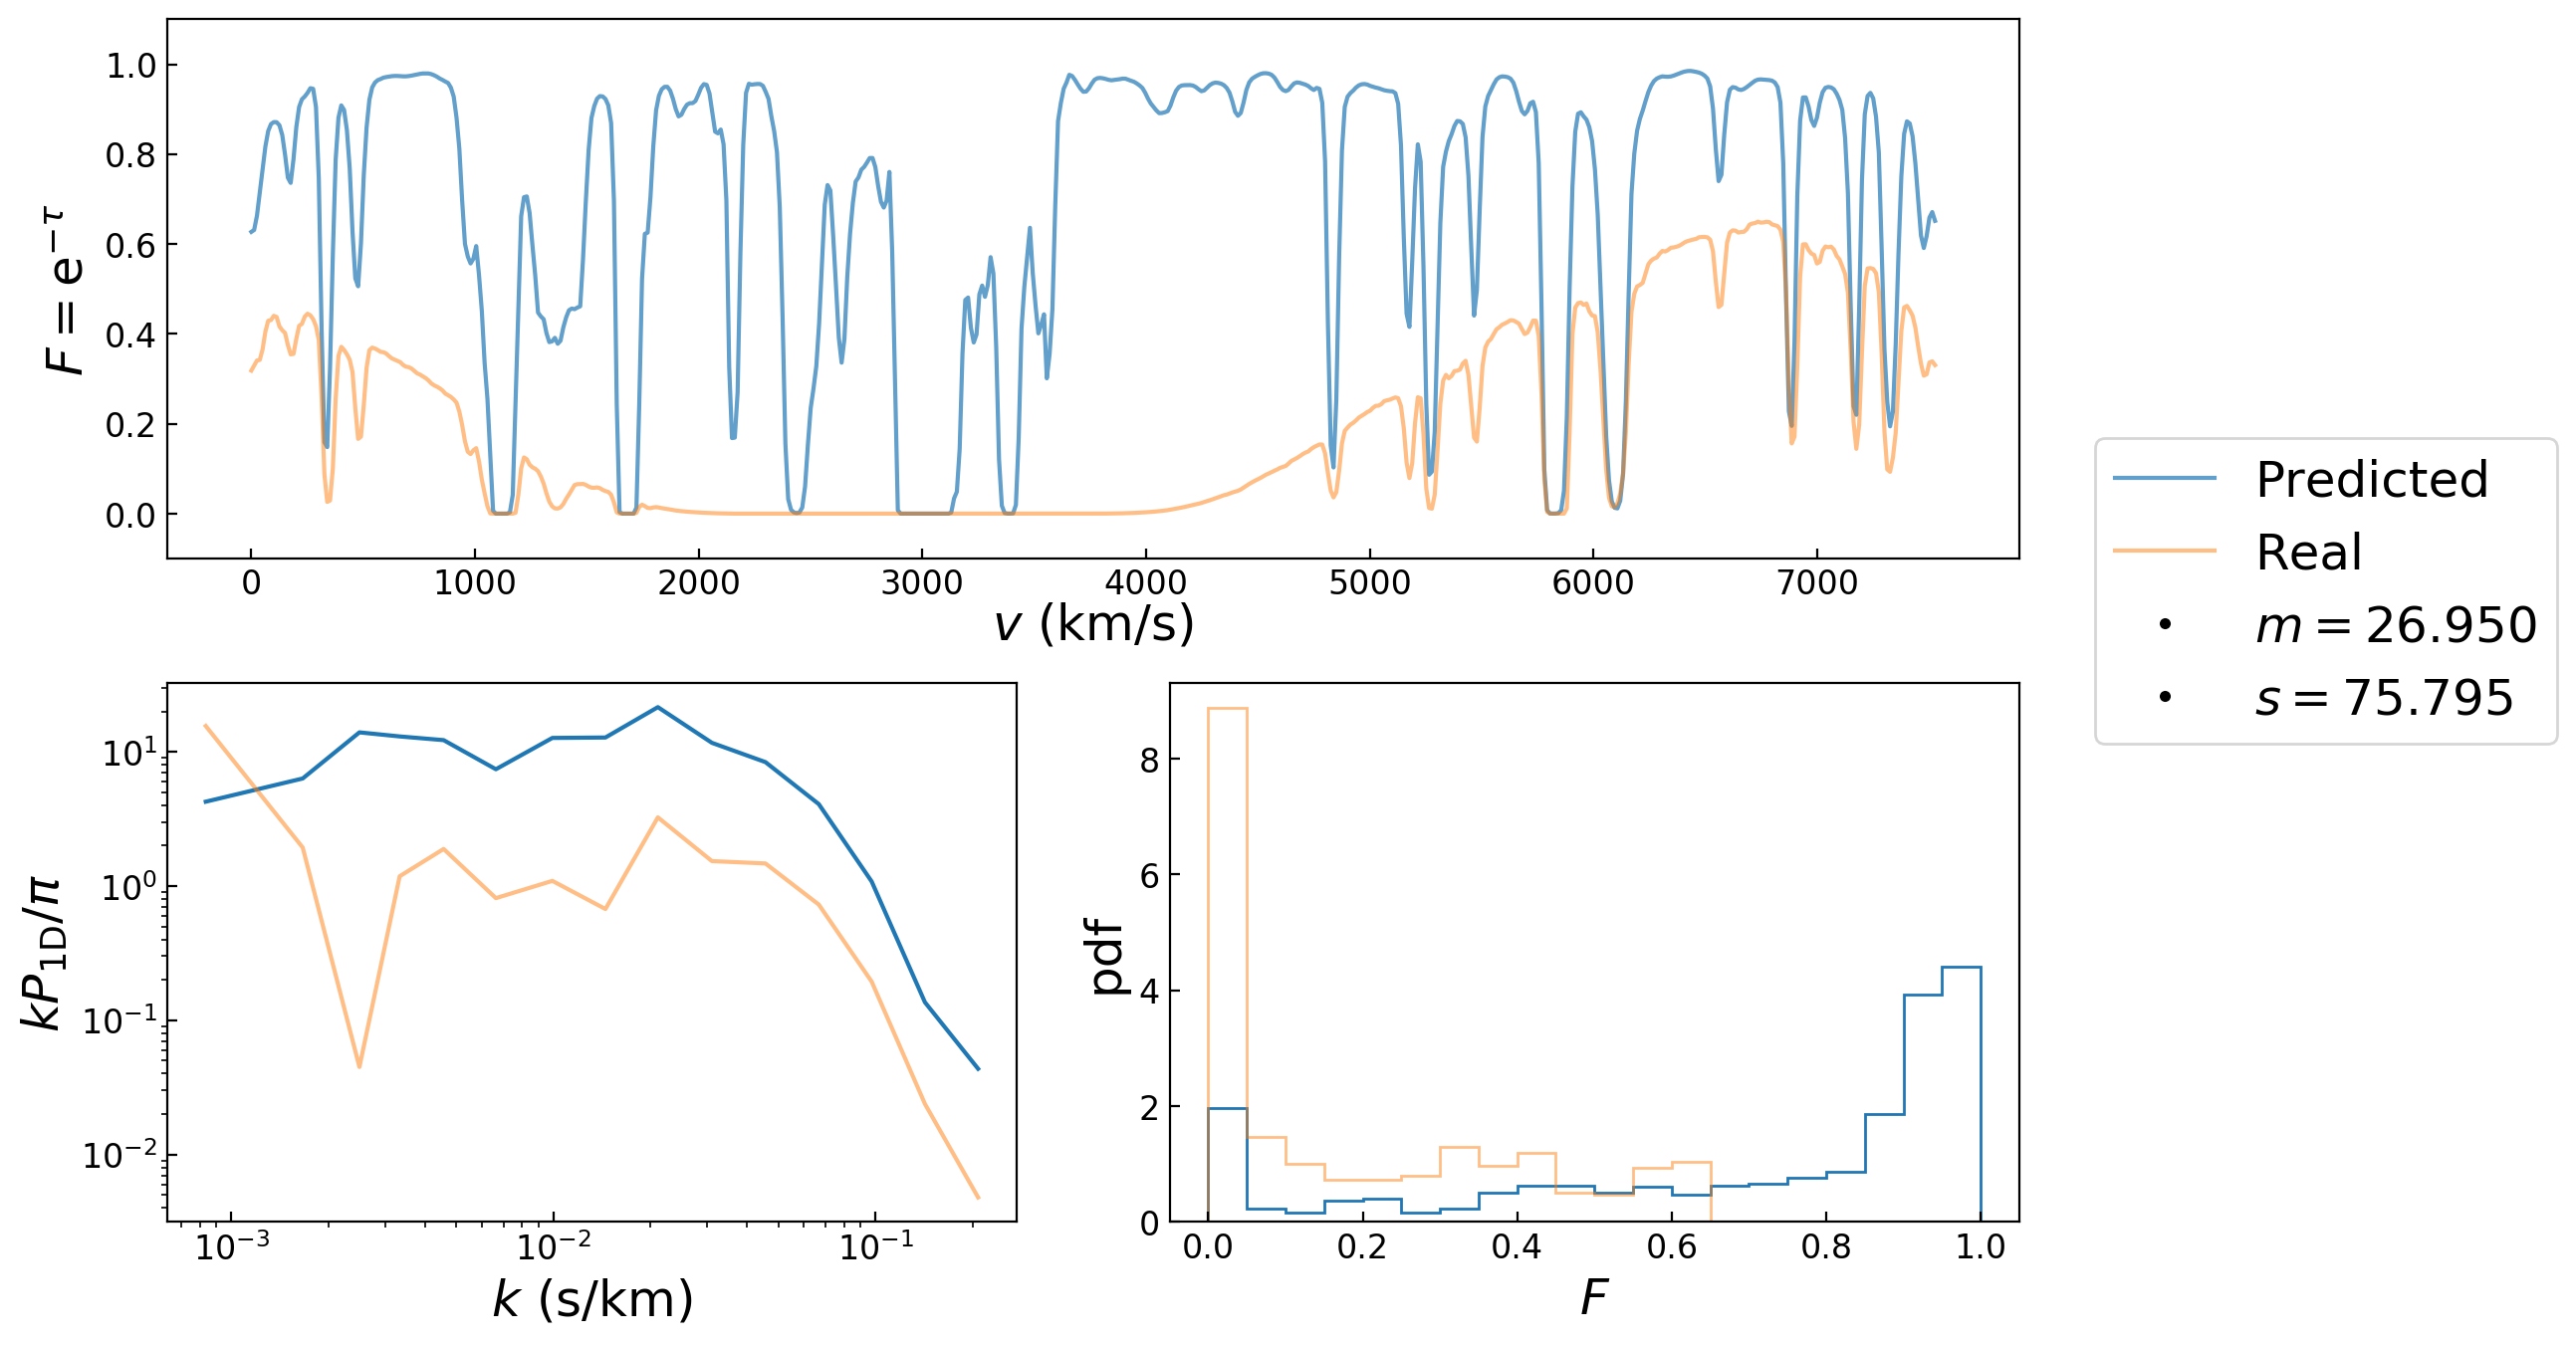 1.0
0.8
0.6
0.4
0.2
0.0
F = e^{-τ}
0 1000 2000 3000 4000 5000 6000 7000
v (km/s)
Predicted
Real
m = 26.950
s = 75.795
10^1
10^0
10^{-1}
10^{-2}
kP_{1D}/π
10^{-3} 10^{-2} 10^{-1}
k (s/km)
8
6
4
2
0
pdf
0.0 0.2 0.4 0.6 0.8 1.0
F